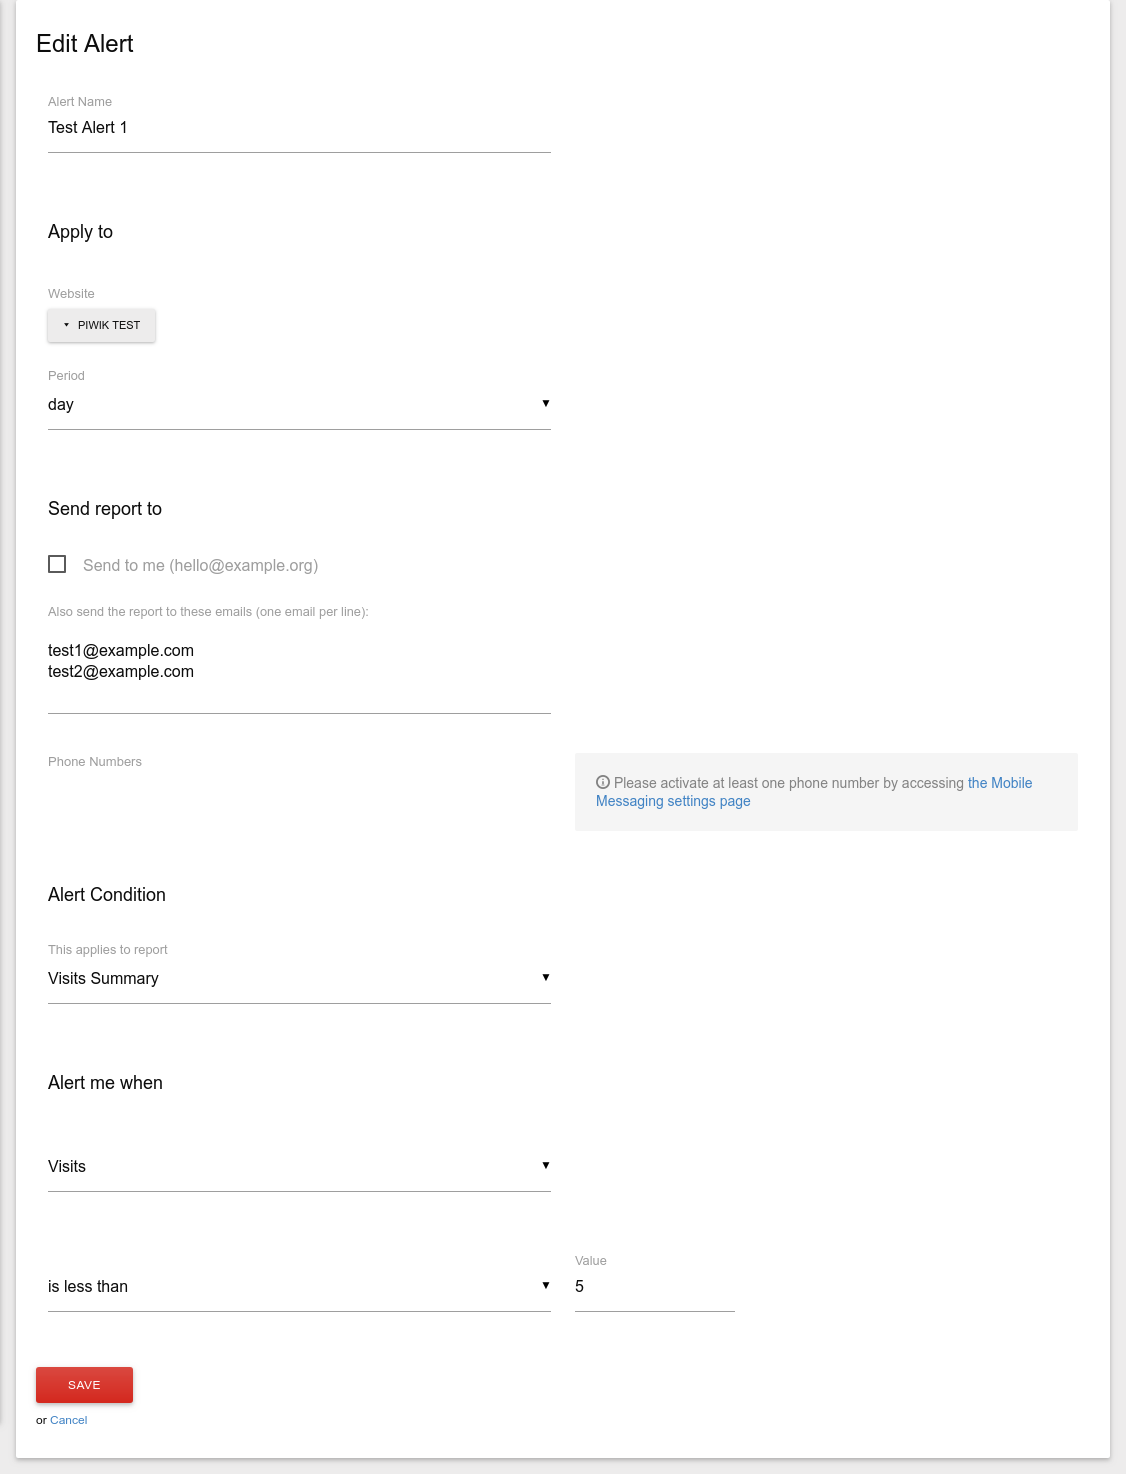 Edit Alert
Alert Name
Test Alert 1
Apply to
Website
PIWIK TEST
Period
day
Send report to
Send to me (hello@example.org)
Also send the report to these emails (one email per line):
test1@example.com
test2@example.com
Phone Numbers
Please activate at least one phone number by accessing the Mobile
Messaging settings page
Alert Condition
This applies to report
Visits Summary
Alert me when
Visits
is less than
Value
5
SAVE
or Cancel